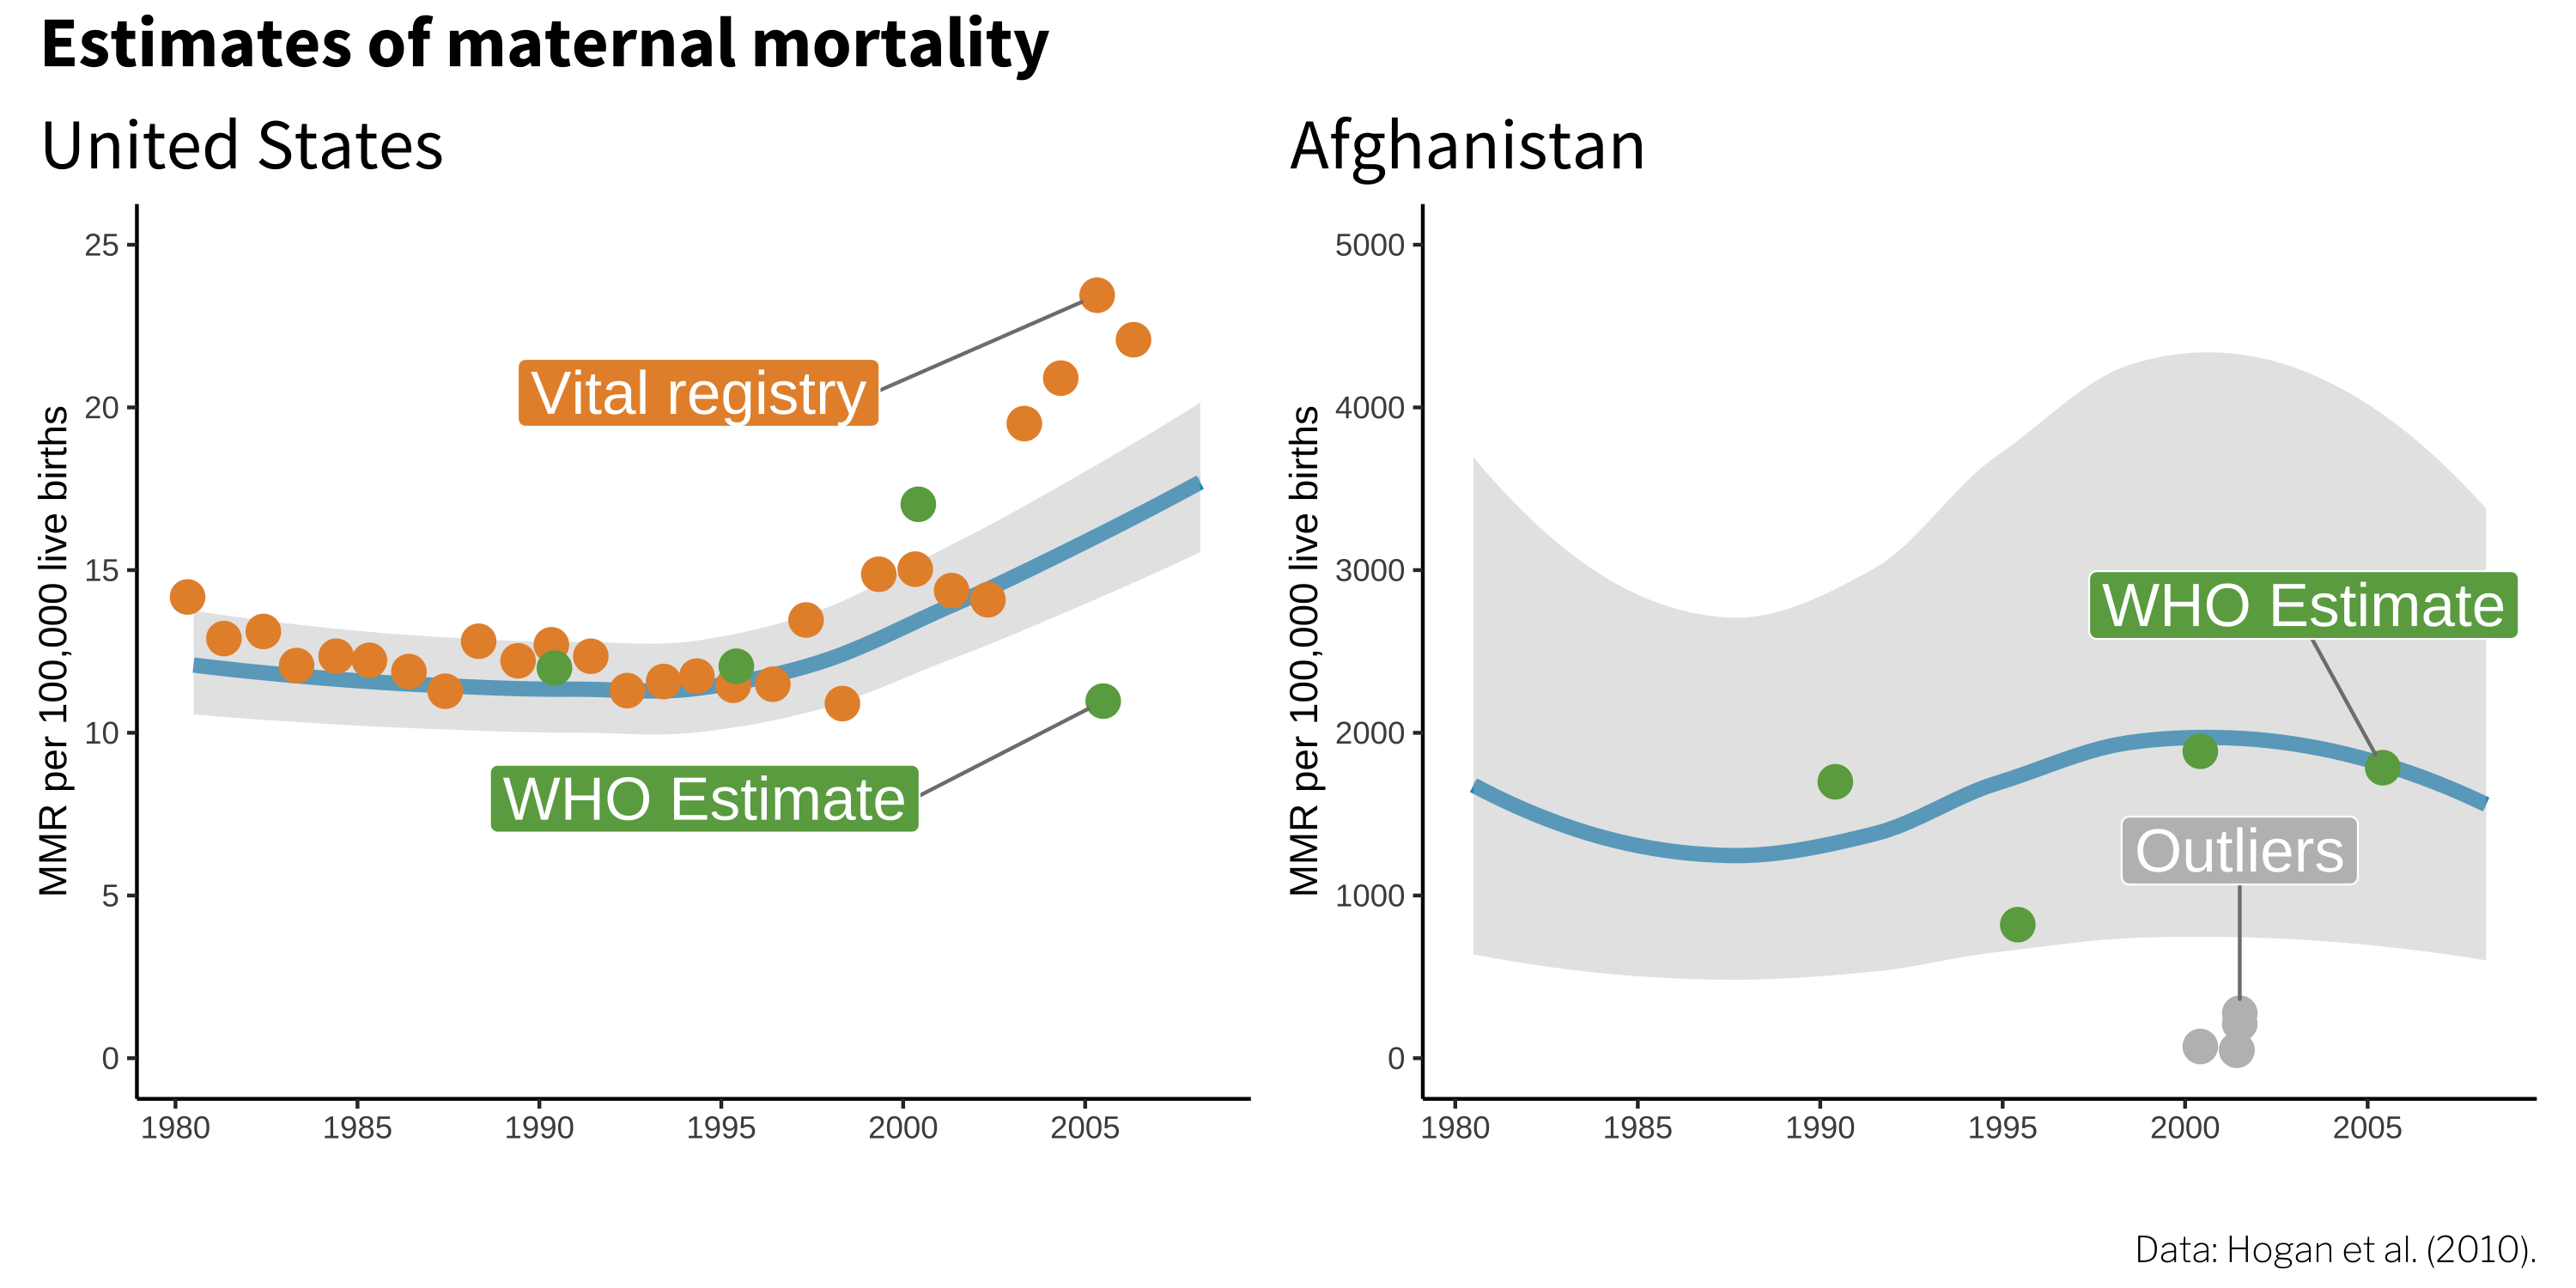 Estimates of maternal mortality
United States
MMR per 100,000 live births
25
20
15
10
5
0
Vital registry
WHO Estimate
1980 1985 1990 1995 2000 2005
Afghanistan
MMR per 100,000 live births
5000
4000
3000
2000
1000
0
WHO Estimate
Outliers
1980 1985 1990 1995 2000 2005
Data: Hogan et al. (2010).